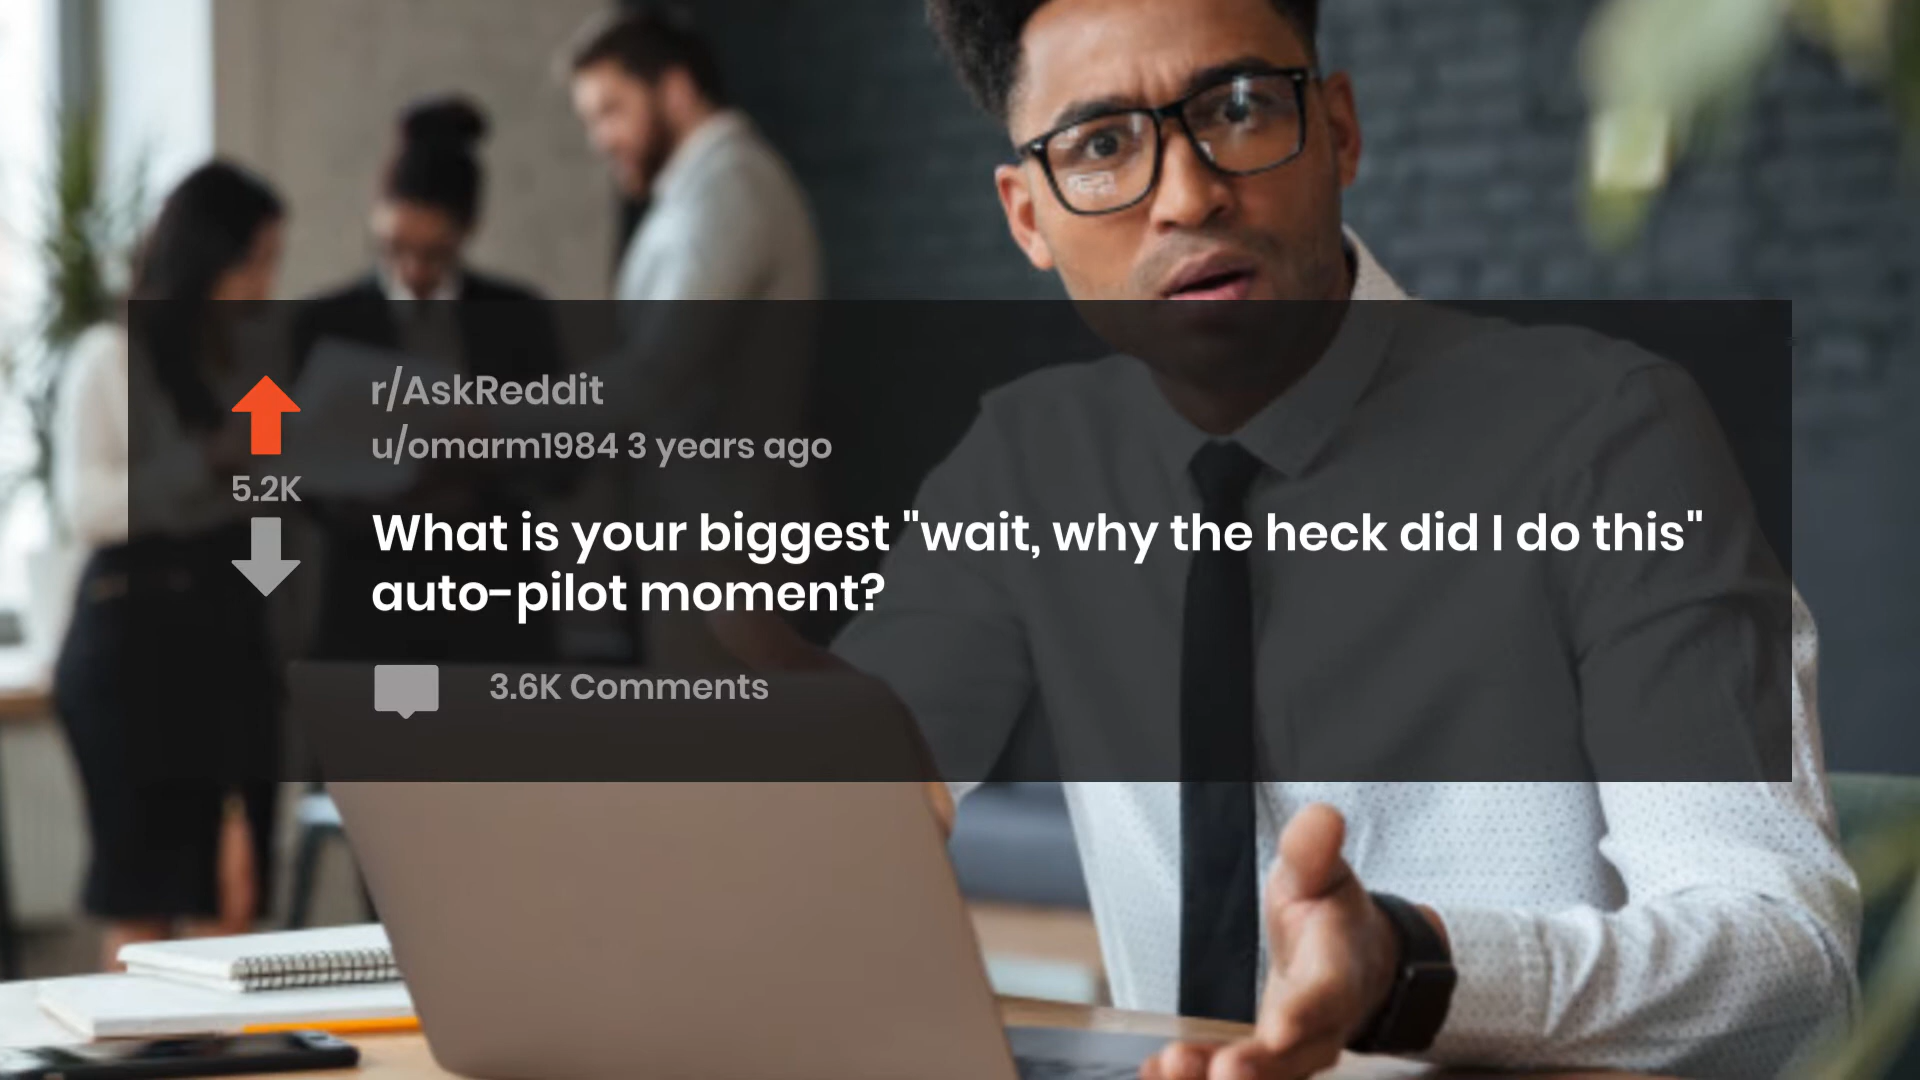 r/AskReddit
u/omarm1984 3 years ago
5.2K
What is your biggest "wait, why the heck did I do this"
auto-pilot moment?
3.6K Comments